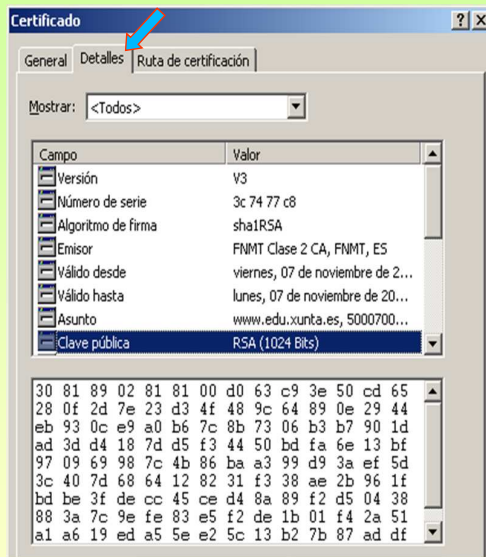 Certificado
General Detalles Ruta de certificación
Mostrar: <Todos>
Campo Valor
Versión V3
Número de serie 3c 74 77 c8
Algoritmo de firma sha1RSA
Emisor FNMT Clase 2 CA, FNMT, ES
Válido desde viernes, 07 de noviembre de 2...
Válido hasta lunes, 07 de noviembre de 20...
Asunto www.edu.xunta.es, 5000700...
Clave pública RSA (1024 Bits)
30 81 89 02 81 81 00 d0 63 c9 3e 50 cd 65
28 0f 2d 7e 23 d3 4f 48 9c 64 89 0e 29 44
eb 93 0c e9 a0 b6 7c 8b 73 06 b3 b7 90 1d
ad 3d d4 18 7d d5 f3 44 50 bd fa 6e 13 bf
97 09 69 98 7c 4b 86 ba a3 99 d9 3a ef 5d
3c 40 7d 68 64 12 82 31 f3 38 ae 2b 96 1f
bd be 3f de cc 45 ce d4 8a 89 f2 d5 04 38
88 3a 7c 9e fe 83 e5 f2 de 1b 01 f4 2a 51
a1 a6 19 ed a5 5e e2 5c 13 b2 7b 87 ad df